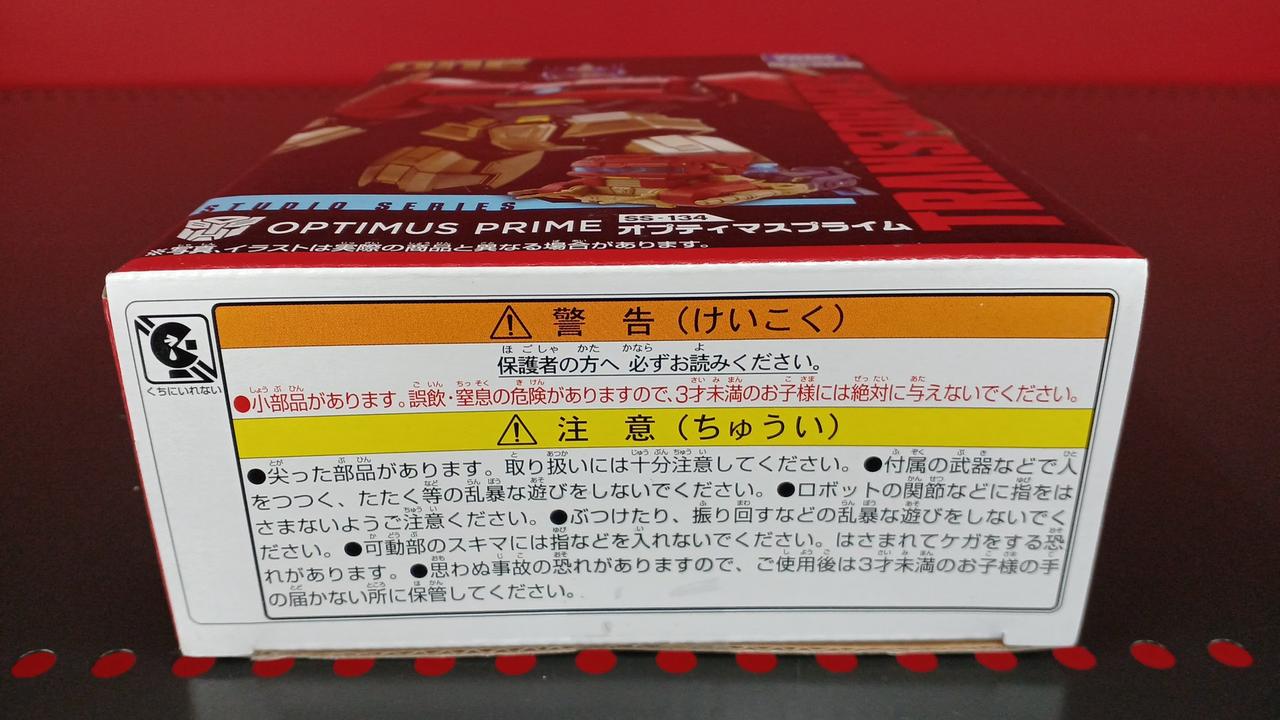 ONE
TRANSFORMERS
STUDIO SERIES
OPTIMUS PRIME SS-134 オプティマスプライム
※写真、イラストは実際の商品と異なる場合があります。
くちにいれない
⚠ 警 告（けいこく）
保護者の方へ 必ずお読みください。
●小部品があります。誤飲・窒息の危険がありますので、3才未満のお子様には絶対に与えないでください。
⚠ 注 意（ちゅうい）
●尖った部品があります。取り扱いには十分注意してください。●付属の武器などで人
をつつく、たたく等の乱暴な遊びをしないでください。●ロボットの関節などに指をは
さまないようご注意ください。●ぶつけたり、振り回すなどの乱暴な遊びをしないでく
ださい。●可動部のスキマには指などを入れないでください。はさまれてケガをする恐
れがあります。●思わぬ事故の恐れがありますので、ご使用後は3才未満のお子様の手
の届かない所に保管してください。